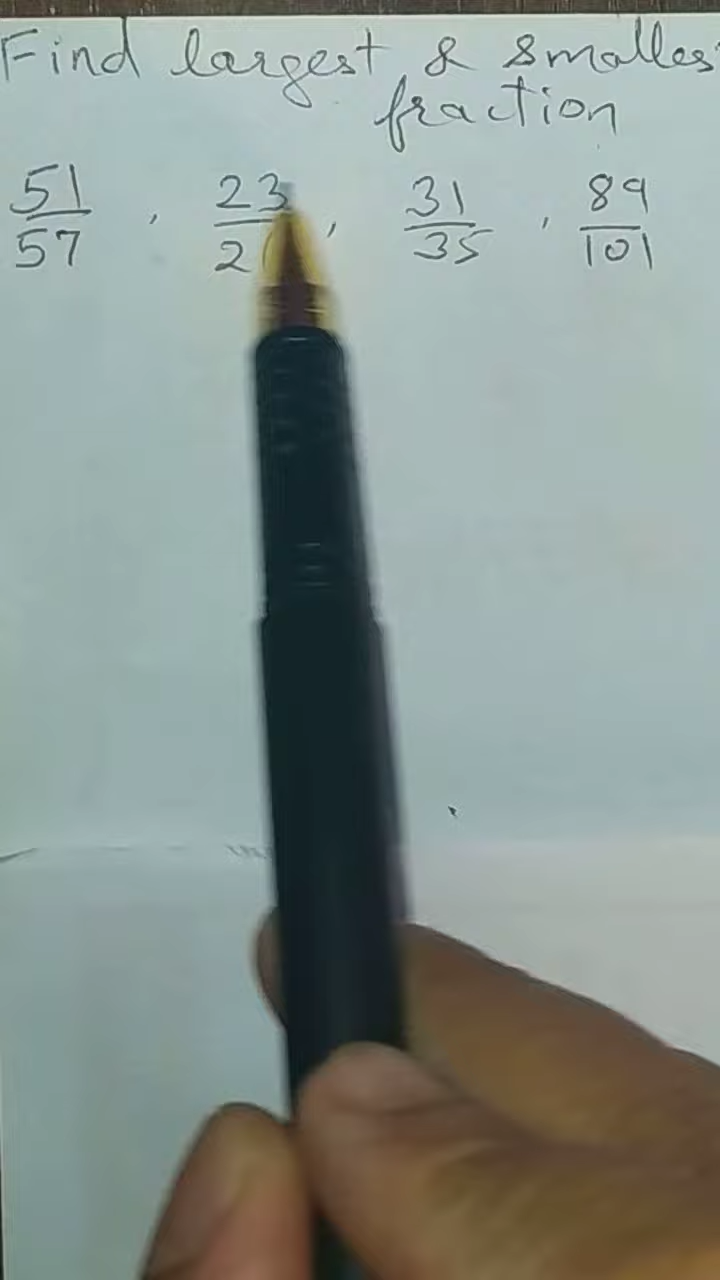 Find largest & smalles
fraction
51/57 , 23/2 , 31/35 , 89/101